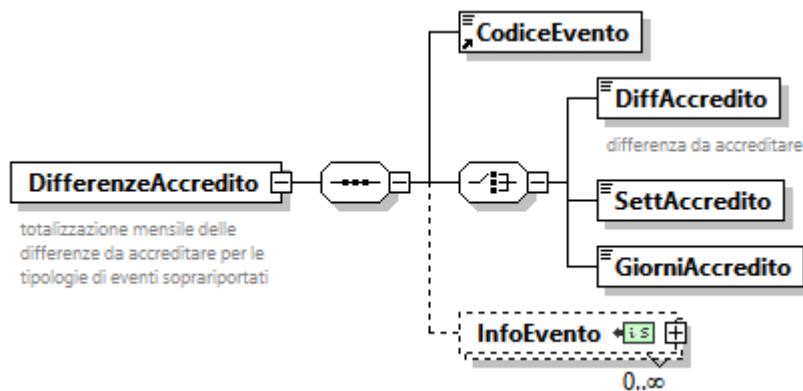 CodiceEvento
DiffAccredito
differenza da accreditare
DifferenzeAccredito
totalizzazione mensile delle
differenze da accreditare per le
tipologie di eventi soprariportati
SettAccredito
GiorniAccredito
InfoEvento
i S
0..∞